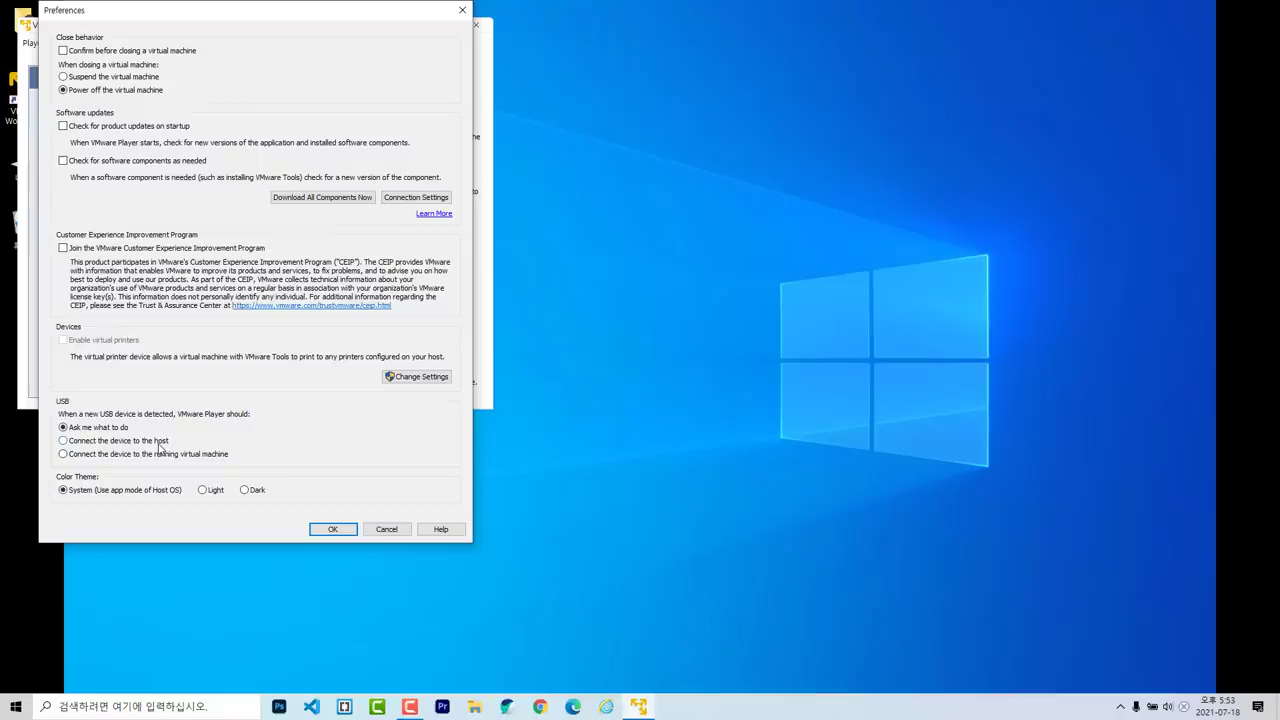 Preferences
Close behavior
Confirm before closing a virtual machine
When closing a virtual machine:
Suspend the virtual machine
Power off the virtual machine
Software updates
Check for product updates on startup
When VMware Player starts, check for new versions of the application and installed software components.
Check for software components as needed
When a software component is needed (such as installing VMware Tools) check for a new version of the component.
Download All Components Now
Connection Settings
Learn More
Customer Experience Improvement Program
Join the VMware Customer Experience Improvement Program
This product participates in VMware's Customer Experience Improvement Program ("CEIP"). The CEIP provides VMware
with information that enables VMware to improve its products and services, to fix problems, and to advise you on how
best to deploy and use our products. As part of the CEIP, VMware collects technical information about your
organization's use of VMware products and services on a regular basis in association with your organization's VMware
license key(s). This information does not personally identify any individual. For additional information regarding the
CEIP, please see the Trust & Assurance Center at https://www.vmware.com/trustvmware/ceip.html
Devices
Enable virtual printers
The virtual printer device allows a virtual machine with VMware Tools to print to any printers configured on your host.
Change Settings
USB
When a new USB device is detected, VMware Player should:
Ask me what to do
Connect the device to the host
Connect the device to the running virtual machine
Color Theme:
System (Use app mode of Host OS)
Light
Dark
OK
Cancel
Help
검색하려면 여기에 입력하십시오.
오후 5:53
2021-07-18